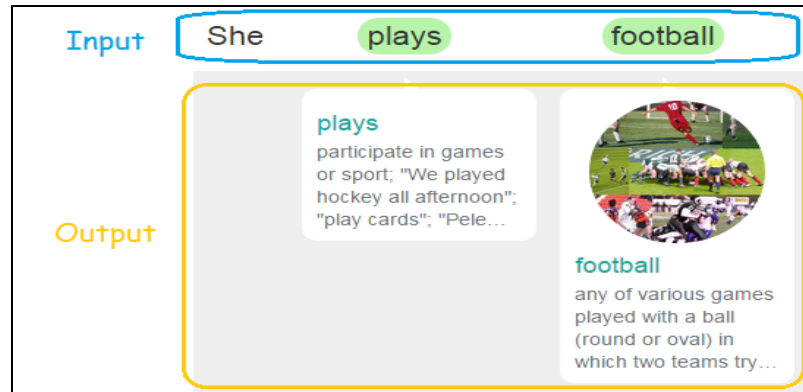 Input She plays football
plays
participate in games
or sport; "We played
hockey all afternoon";
"play cards"; "Pele...
Output
football
any of various games
played with a ball
(round or oval) in
which two teams try...